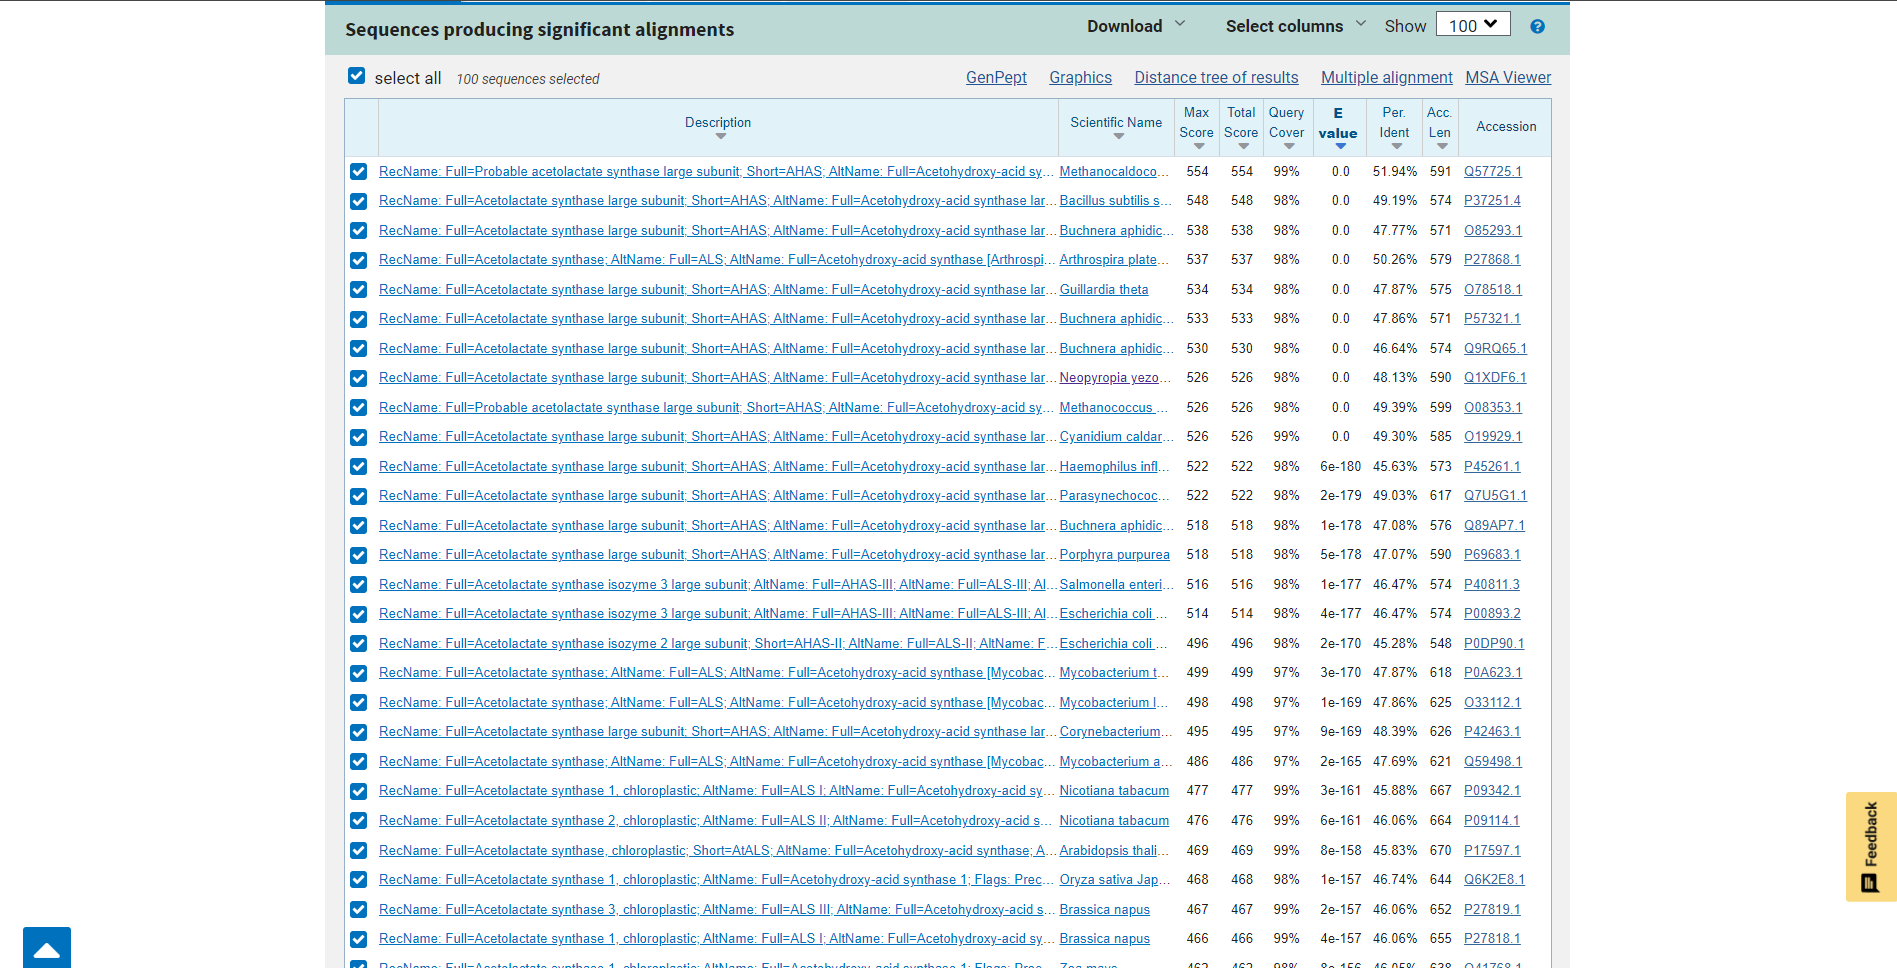 Sequences producing significant alignments Download Select columns Show 100
select all 100 sequences selected GenPept Graphics Distance tree of results Multiple alignment MSA Viewer
Description Scientific Name Max Score Total Score Query Cover E value Per. Ident Acc. Len Accession
RecName: Full=Probable acetolactate synthase large subunit; Short=AHAS; AltName: Full=Acetohydroxy-acid sy... Methanocaldoco... 554 554 99% 0.0 51.94% 591 Q57725.1
RecName: Full=Acetolactate synthase large subunit; Short=AHAS; AltName: Full=Acetohydroxy-acid synthase lar... Bacillus subtilis s... 548 548 98% 0.0 49.19% 574 P37251.4
RecName: Full=Acetolactate synthase large subunit; Short=AHAS; AltName: Full=Acetohydroxy-acid synthase lar... Buchnera aphidic... 538 538 98% 0.0 47.77% 571 O85293.1
RecName: Full=Acetolactate synthase; AltName: Full=ALS; AltName: Full=Acetohydroxy-acid synthase [Arthrospi... Arthrospira plate... 537 537 98% 0.0 50.26% 579 P27868.1
RecName: Full=Acetolactate synthase large subunit; Short=AHAS; AltName: Full=Acetohydroxy-acid synthase lar... Guillardia theta 534 534 98% 0.0 47.87% 575 O78518.1
RecName: Full=Acetolactate synthase large subunit; Short=AHAS; AltName: Full=Acetohydroxy-acid synthase lar... Buchnera aphidic... 533 533 98% 0.0 47.86% 571 P57321.1
RecName: Full=Acetolactate synthase large subunit; Short=AHAS; AltName: Full=Acetohydroxy-acid synthase lar... Buchnera aphidic... 530 530 98% 0.0 46.64% 574 Q9RQ65.1
RecName: Full=Acetolactate synthase large subunit; Short=AHAS; AltName: Full=Acetohydroxy-acid synthase lar... Neopyropia yezo... 526 526 98% 0.0 48.13% 590 Q1XDF6.1
RecName: Full=Probable acetolactate synthase large subunit; Short=AHAS; AltName: Full=Acetohydroxy-acid sy... Methanococcus ... 526 526 98% 0.0 49.39% 599 O08353.1
RecName: Full=Acetolactate synthase large subunit; Short=AHAS; AltName: Full=Acetohydroxy-acid synthase lar... Cyanidium caldar... 526 526 99% 0.0 49.30% 585 O19929.1
RecName: Full=Acetolactate synthase large subunit; Short=AHAS; AltName: Full=Acetohydroxy-acid synthase lar... Haemophilus infl... 522 522 98% 6e-180 45.63% 573 P45261.1
RecName: Full=Acetolactate synthase large subunit; Short=AHAS; AltName: Full=Acetohydroxy-acid synthase lar... Parasynechococ... 522 522 98% 2e-179 49.03% 617 Q7U5G1.1
RecName: Full=Acetolactate synthase large subunit; Short=AHAS; AltName: Full=Acetohydroxy-acid synthase lar... Buchnera aphidic... 518 518 98% 1e-178 47.08% 576 Q89AP7.1
RecName: Full=Acetolactate synthase large subunit; Short=AHAS; AltName: Full=Acetohydroxy-acid synthase lar... Porphyra purpurea 518 518 98% 5e-178 47.07% 590 P69683.1
RecName: Full=Acetolactate synthase isozyme 3 large subunit; AltName: Full=AHAS-III; AltName: Full=ALS-III; Al... Salmonella enteri... 516 516 98% 1e-177 46.47% 574 P40811.3
RecName: Full=Acetolactate synthase isozyme 3 large subunit; AltName: Full=AHAS-III; AltName: Full=ALS-III; Al... Escherichia coli ... 514 514 98% 4e-177 46.47% 574 P00893.2
RecName: Full=Acetolactate synthase isozyme 2 large subunit; Short=AHAS-II; AltName: Full=ALS-II; AltName: F... Escherichia coli ... 496 496 98% 2e-170 45.28% 548 P0DP90.1
RecName: Full=Acetolactate synthase; AltName: Full=ALS; AltName: Full=Acetohydroxy-acid synthase [Mycobac... Mycobacterium t... 499 499 97% 3e-170 47.87% 618 P0A623.1
RecName: Full=Acetolactate synthase; AltName: Full=ALS; AltName: Full=Acetohydroxy-acid synthase [Mycobac... Mycobacterium l... 498 498 97% 1e-169 47.86% 625 O33112.1
RecName: Full=Acetolactate synthase large subunit; Short=AHAS; AltName: Full=Acetohydroxy-acid synthase lar... Corynebacterium... 495 495 97% 9e-169 48.39% 626 P42463.1
RecName: Full=Acetolactate synthase; AltName: Full=ALS; AltName: Full=Acetohydroxy-acid synthase [Mycobac... Mycobacterium a... 486 486 97% 2e-165 47.69% 621 Q59498.1
RecName: Full=Acetolactate synthase 1, chloroplastic; AltName: Full=ALS I; AltName: Full=Acetohydroxy-acid sy... Nicotiana tabacum 477 477 99% 3e-161 45.88% 667 P09342.1
RecName: Full=Acetolactate synthase 2, chloroplastic; AltName: Full=ALS II; AltName: Full=Acetohydroxy-acid s... Nicotiana tabacum 476 476 99% 6e-161 46.06% 664 P09114.1
RecName: Full=Acetolactate synthase, chloroplastic; Short=AtALS; AltName: Full=Acetohydroxy-acid synthase; A... Arabidopsis thali... 469 469 99% 8e-158 45.83% 670 P17597.1
RecName: Full=Acetolactate synthase 1, chloroplastic; AltName: Full=Acetohydroxy-acid synthase 1; Flags: Prec... Oryza sativa Jap... 468 468 98% 1e-157 46.74% 644 Q6K2E8.1
RecName: Full=Acetolactate synthase 3, chloroplastic; AltName: Full=ALS III; AltName: Full=Acetohydroxy-acid s... Brassica napus 467 467 99% 2e-157 46.06% 652 P27819.1
RecName: Full=Acetolactate synthase 1, chloroplastic; AltName: Full=ALS I; AltName: Full=Acetohydroxy-acid sy... Brassica napus 466 466 99% 4e-157 46.06% 655 P27818.1
Feedback